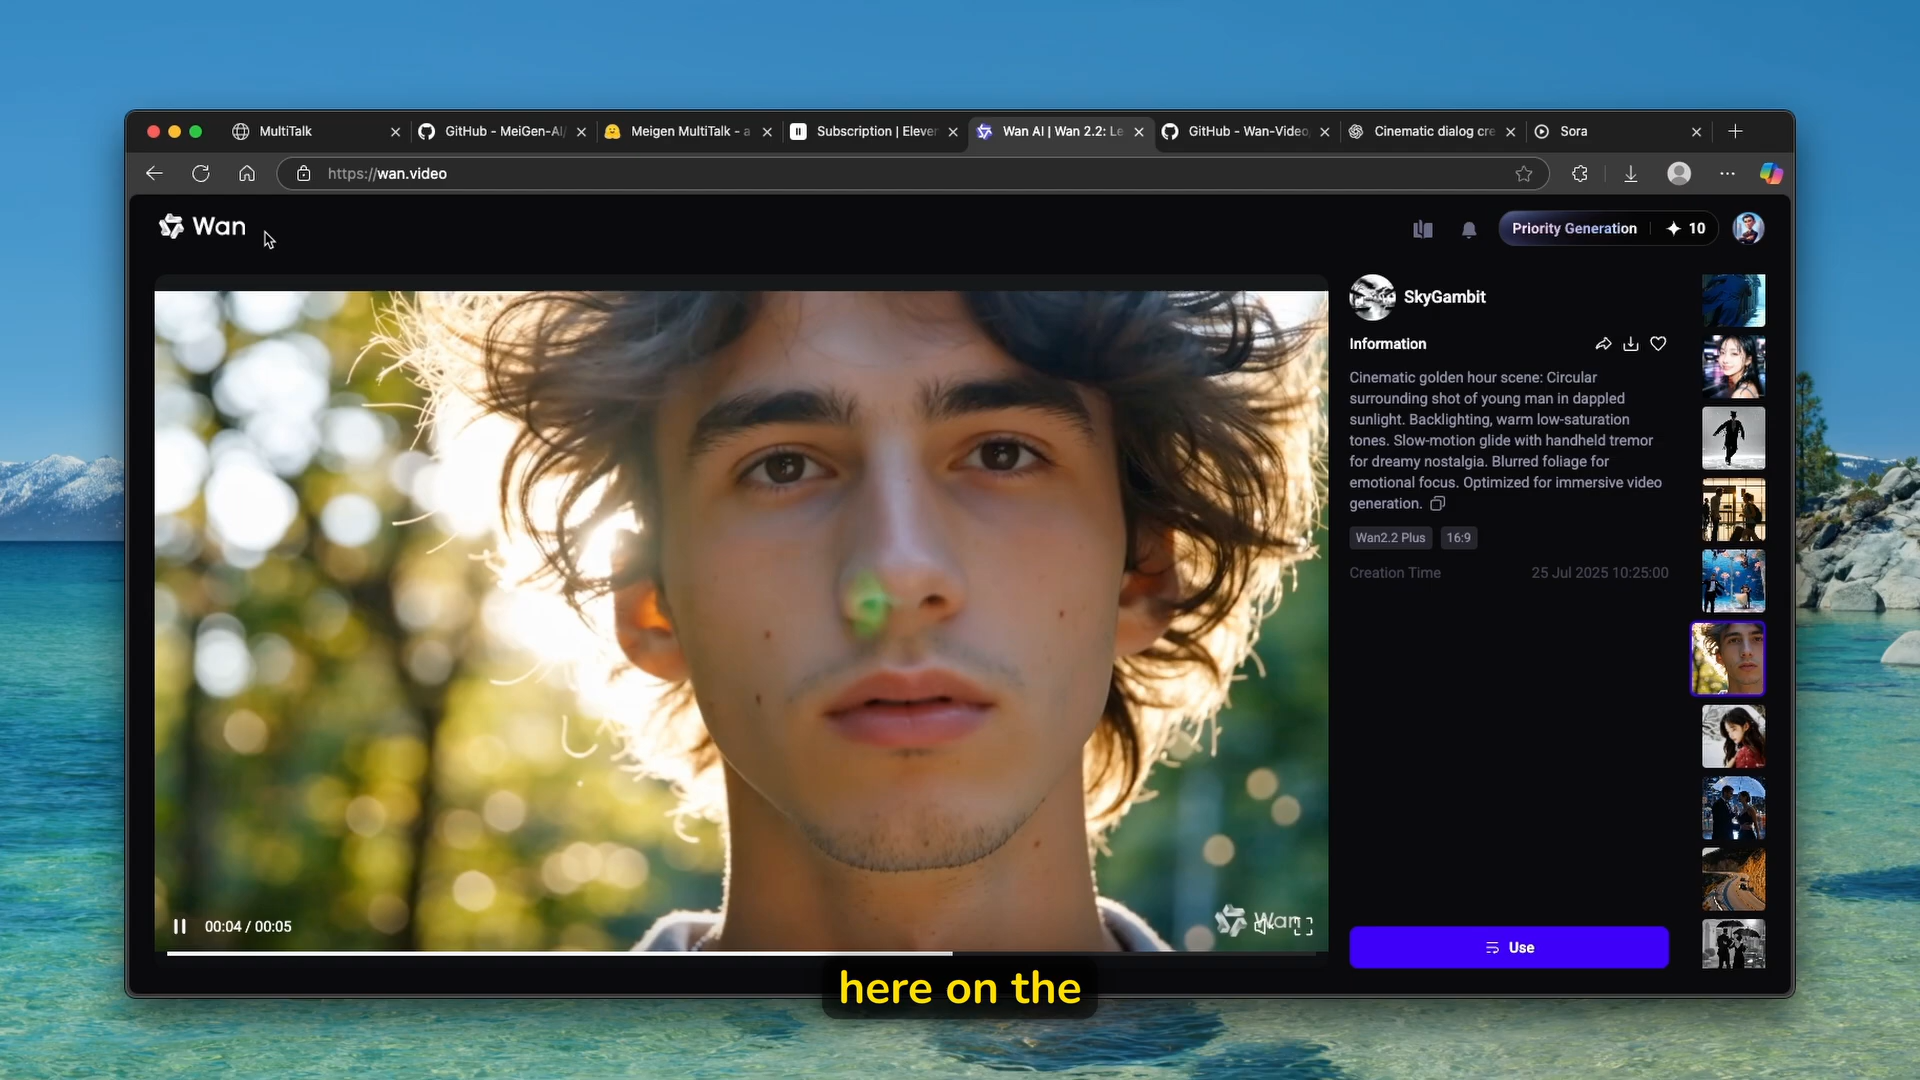 MultiTalk
GitHub - MeiGen-AI/
Meigen MultiTalk - a
Subscription | Eleven
Wan AI | Wan 2.2: Le
GitHub - Wan-Video
Cinematic dialog cre
Sora
https://wan.video
Wan
Priority Generation
10
SkyGambit
Information
Cinematic golden hour scene: Circular
surrounding shot of young man in dappled
sunlight. Backlighting, warm low-saturation
tones. Slow-motion glide with handheld tremor
for dreamy nostalgia. Blurred foliage for
emotional focus. Optimized for immersive video
generation.
Wan2.2 Plus
16:9
Creation Time
25 Jul 2025 10:25:00
00:04 / 00:05
Wan
Use
here on the